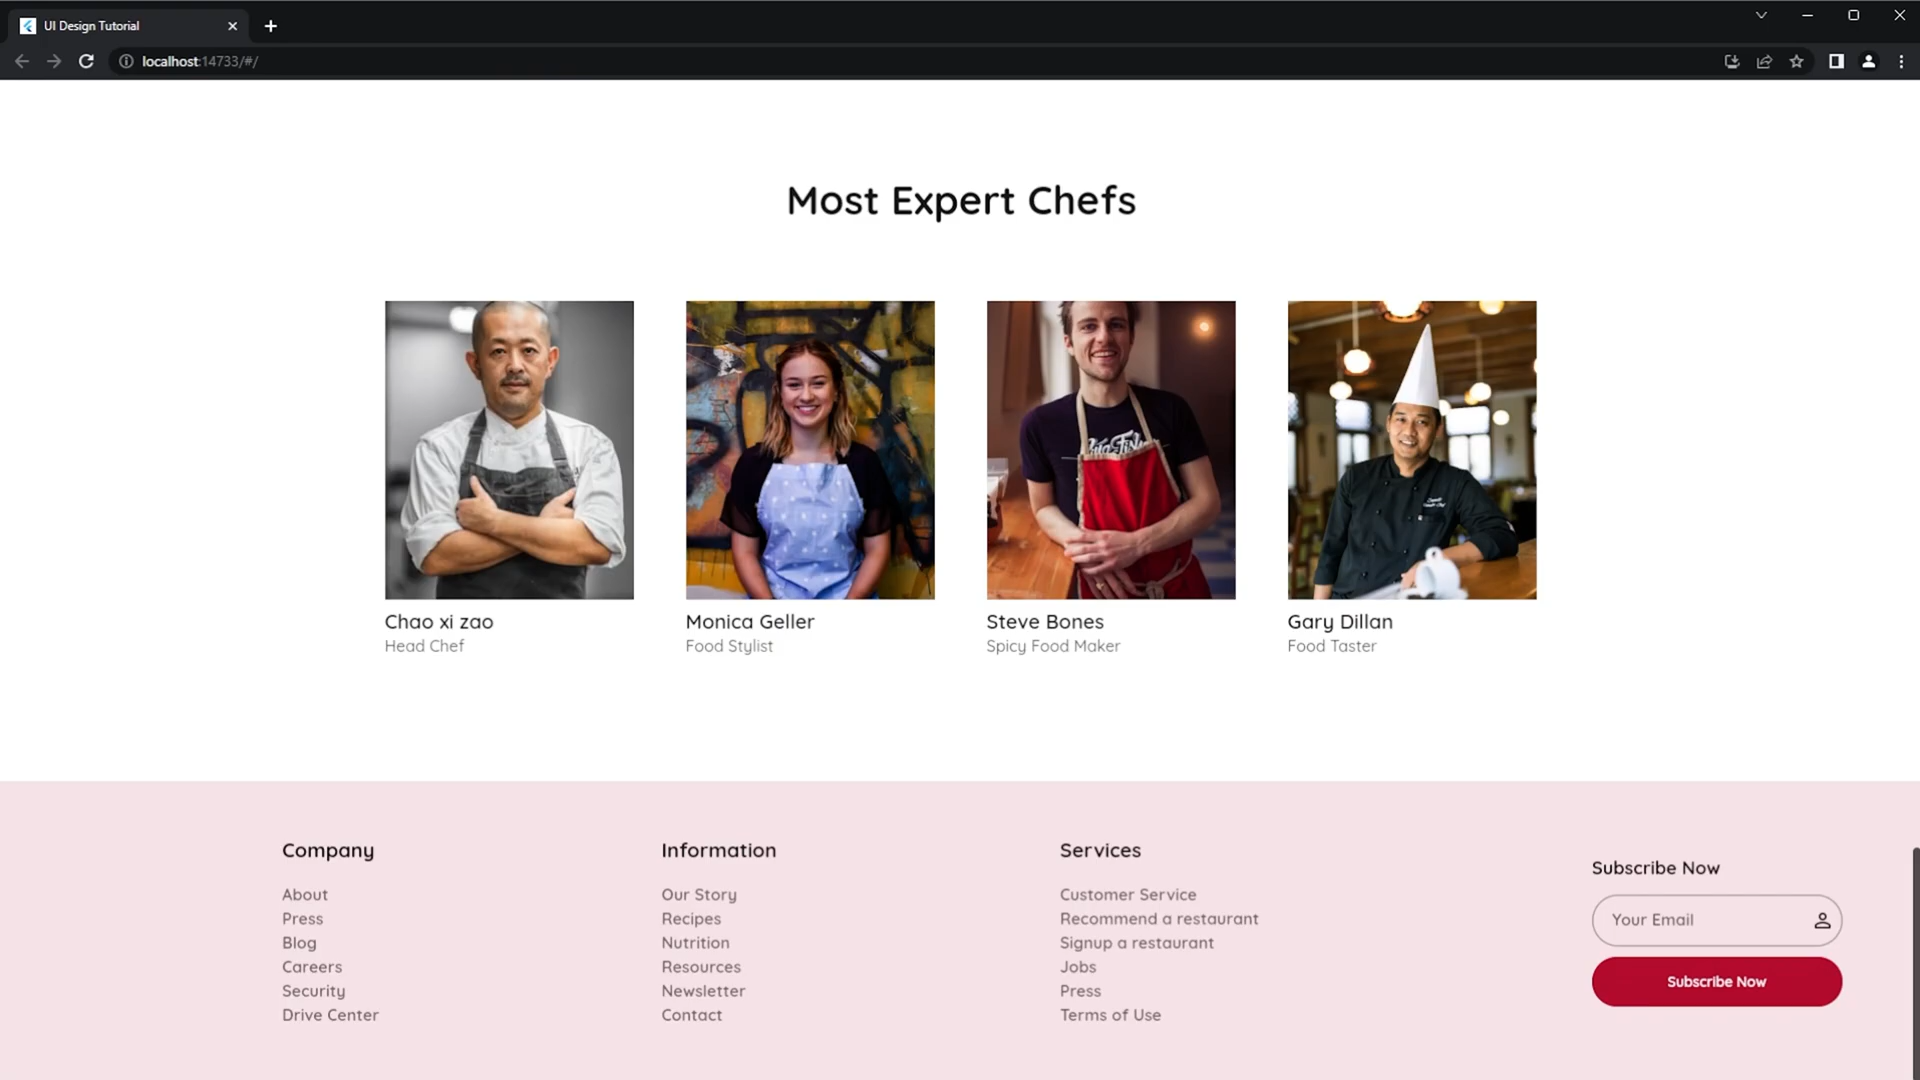 UI Design Tutorial
localhost:14733/#/
Most Expert Chefs
Chao xi zao
Head Chef
Monica Geller
Food Stylist
Steve Bones
Spicy Food Maker
Gary Dillan
Food Taster
Company
About
Press
Blog
Careers
Security
Drive Center
Information
Our Story
Recipes
Nutrition
Resources
Newsletter
Contact
Services
Customer Service
Recommend a restaurant
Signup a restaurant
Jobs
Press
Terms of Use
Subscribe Now
Your Email
Subscribe Now